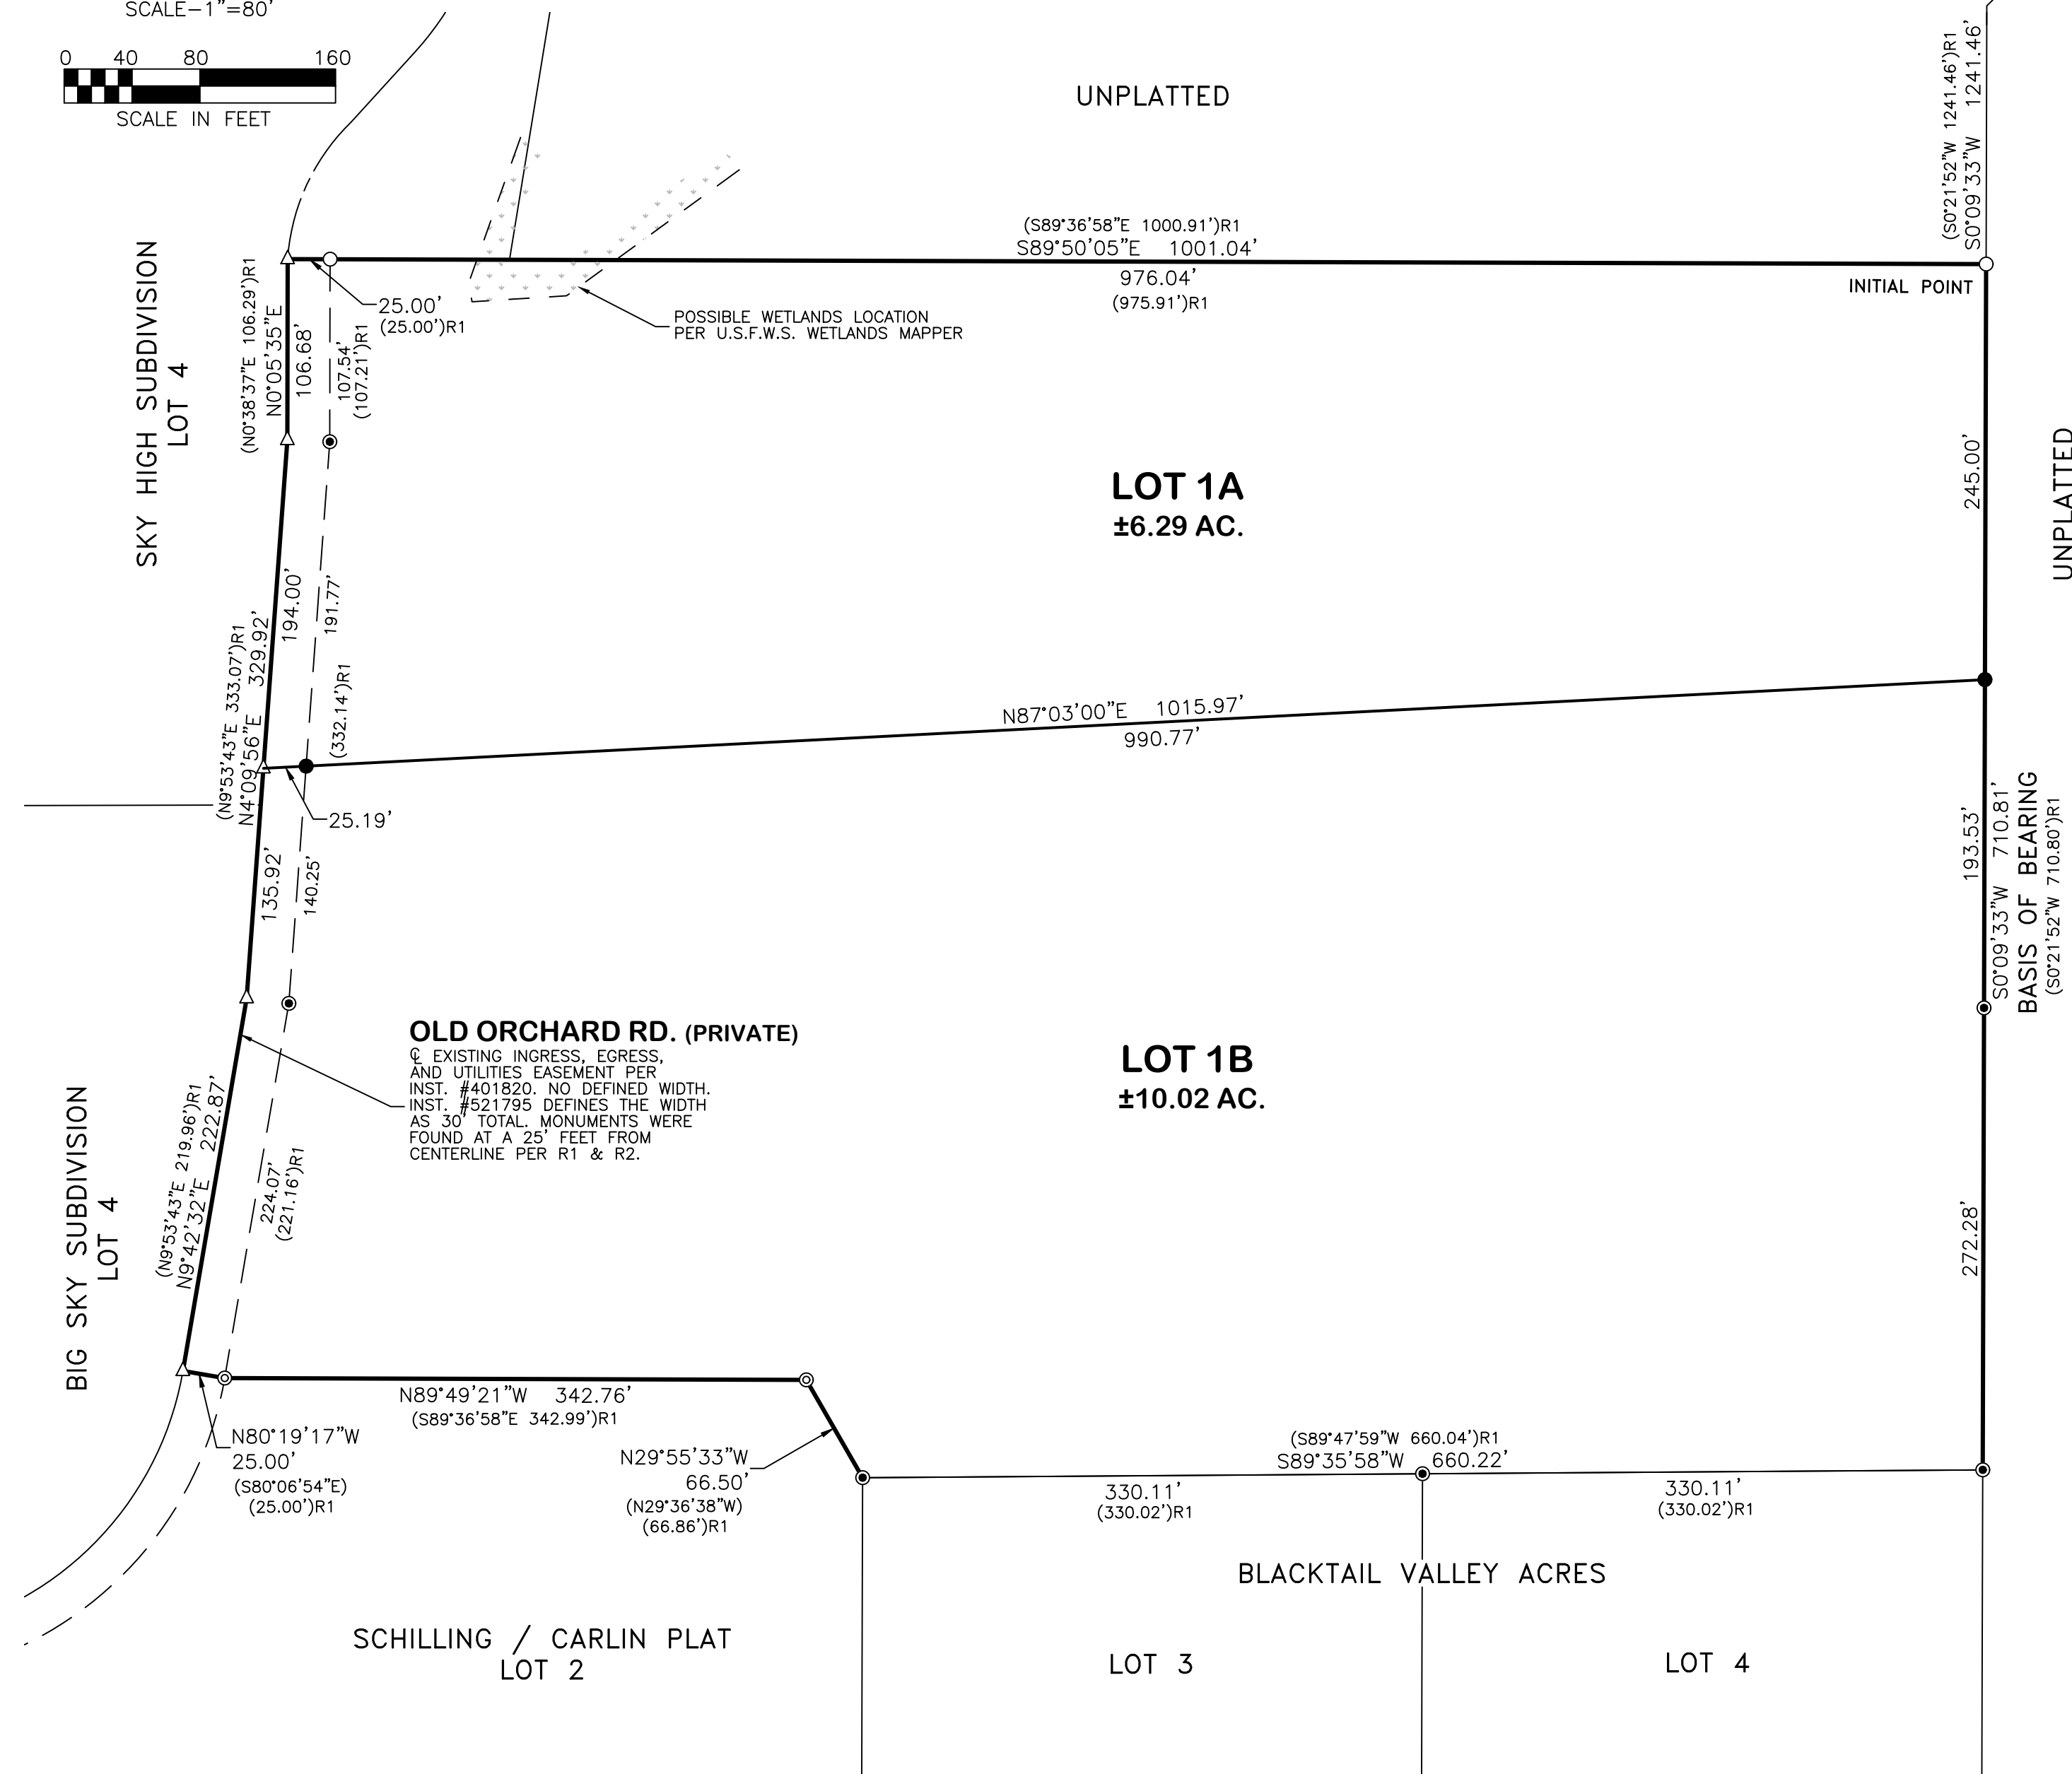 SCALE-1"=80'
0 40 80 160
SCALE IN FEET
UNPLATTED
(S0°21'52"W 1241.46')R1
S0°09'33"W 1241.46'
(S89°36'58"E 1000.91')R1
S89°50'05"E 1001.04'
976.04'
(975.91')R1
INITIAL POINT
25.00'
(25.00')R1
POSSIBLE WETLANDS LOCATION
PER U.S.F.W.S. WETLANDS MAPPER
SKY HIGH SUBDIVISION
LOT 4
(N0°38'37"E 106.29')R1
N0°05'35"E
106.68'
107.54'
(107.21')R1
LOT 1A
±6.29 AC.
245.00'
UNPLATTED
194.00'
191.77'
(N9°53'43"E 333.07')R1
N4°09'56"E 329.92'
(332.14')R1
N87°03'00"E 1015.97'
990.77'
25.19'
135.92'
140.25'
193.53'
S0°09'33"W 710.81'
BASIS OF BEARING
(S0°21'52"W 710.80')R1
OLD ORCHARD RD. (PRIVATE)
℄ EXISTING INGRESS, EGRESS,
AND UTILITIES EASEMENT PER
INST. #401820. NO DEFINED WIDTH.
INST. #521795 DEFINES THE WIDTH
AS 30' TOTAL. MONUMENTS WERE
FOUND AT A 25' FEET FROM
CENTERLINE PER R1 & R2.
LOT 1B
±10.02 AC.
BIG SKY SUBDIVISION
LOT 4
(N9°53'43"E 219.96')R1
N9°42'32"E 222.87'
224.07'
(221.16')R1
272.28'
N89°49'21"W 342.76'
(S89°36'58"E 342.99')R1
N80°19'17"W
25.00'
(S80°06'54"E)
(25.00')R1
N29°55'33"W
66.50'
(N29°36'38"W)
(66.86')R1
(S89°47'59"W 660.04')R1
S89°35'58"W 660.22'
330.11'
(330.02')R1
330.11'
(330.02')R1
BLACKTAIL VALLEY ACRES
SCHILLING / CARLIN PLAT
LOT 2
LOT 3
LOT 4